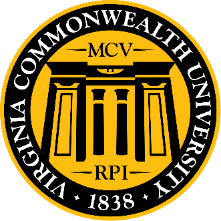 VIRGINIA COMMONWEALTH UNIVERSITY
MCV
RPI
· 1838 ·